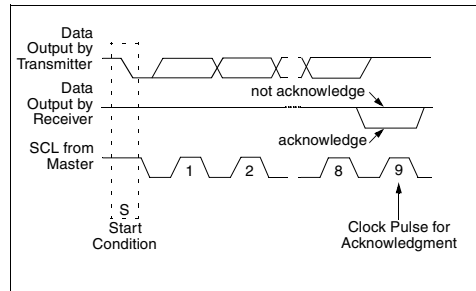 Data
Output by
Transmitter
Data
Output by
Receiver
not acknowledge
acknowledge
SCL from
Master
1
2
8
9
S
Start
Condition
Clock Pulse for
Acknowledgment